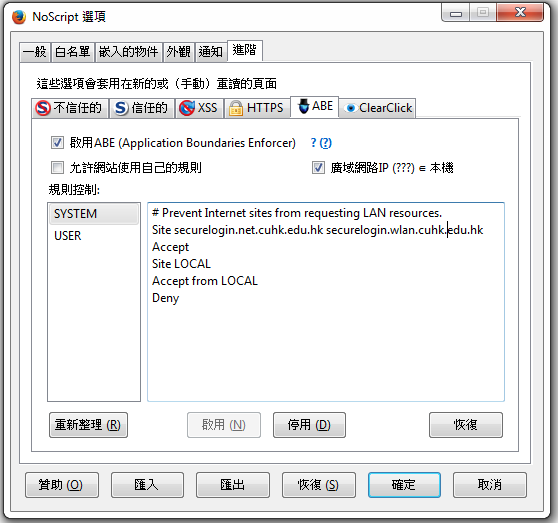 NoScript 選項
一般 白名單 嵌入的物件 外觀 通知 進階
這些選項會套用在新的或（手動）重讀的頁面
不信任的 信任的 XSS HTTPS ABE ClearClick
啟用ABE (Application Boundaries Enforcer) ? (?)
允許網站使用自己的規則 廣域網路IP (???) ∈ 本機
規則控制:
SYSTEM
USER
# Prevent Internet sites from requesting LAN resources.
Site securelogin.net.cuhk.edu.hk securelogin.wlan.cuhk.edu.hk
Accept
Site LOCAL
Accept from LOCAL
Deny
重新整理 (R) 啟用 (N) 停用 (D) 恢復
贊助 (O) 匯入 匯出 恢復 (S) 確定 取消